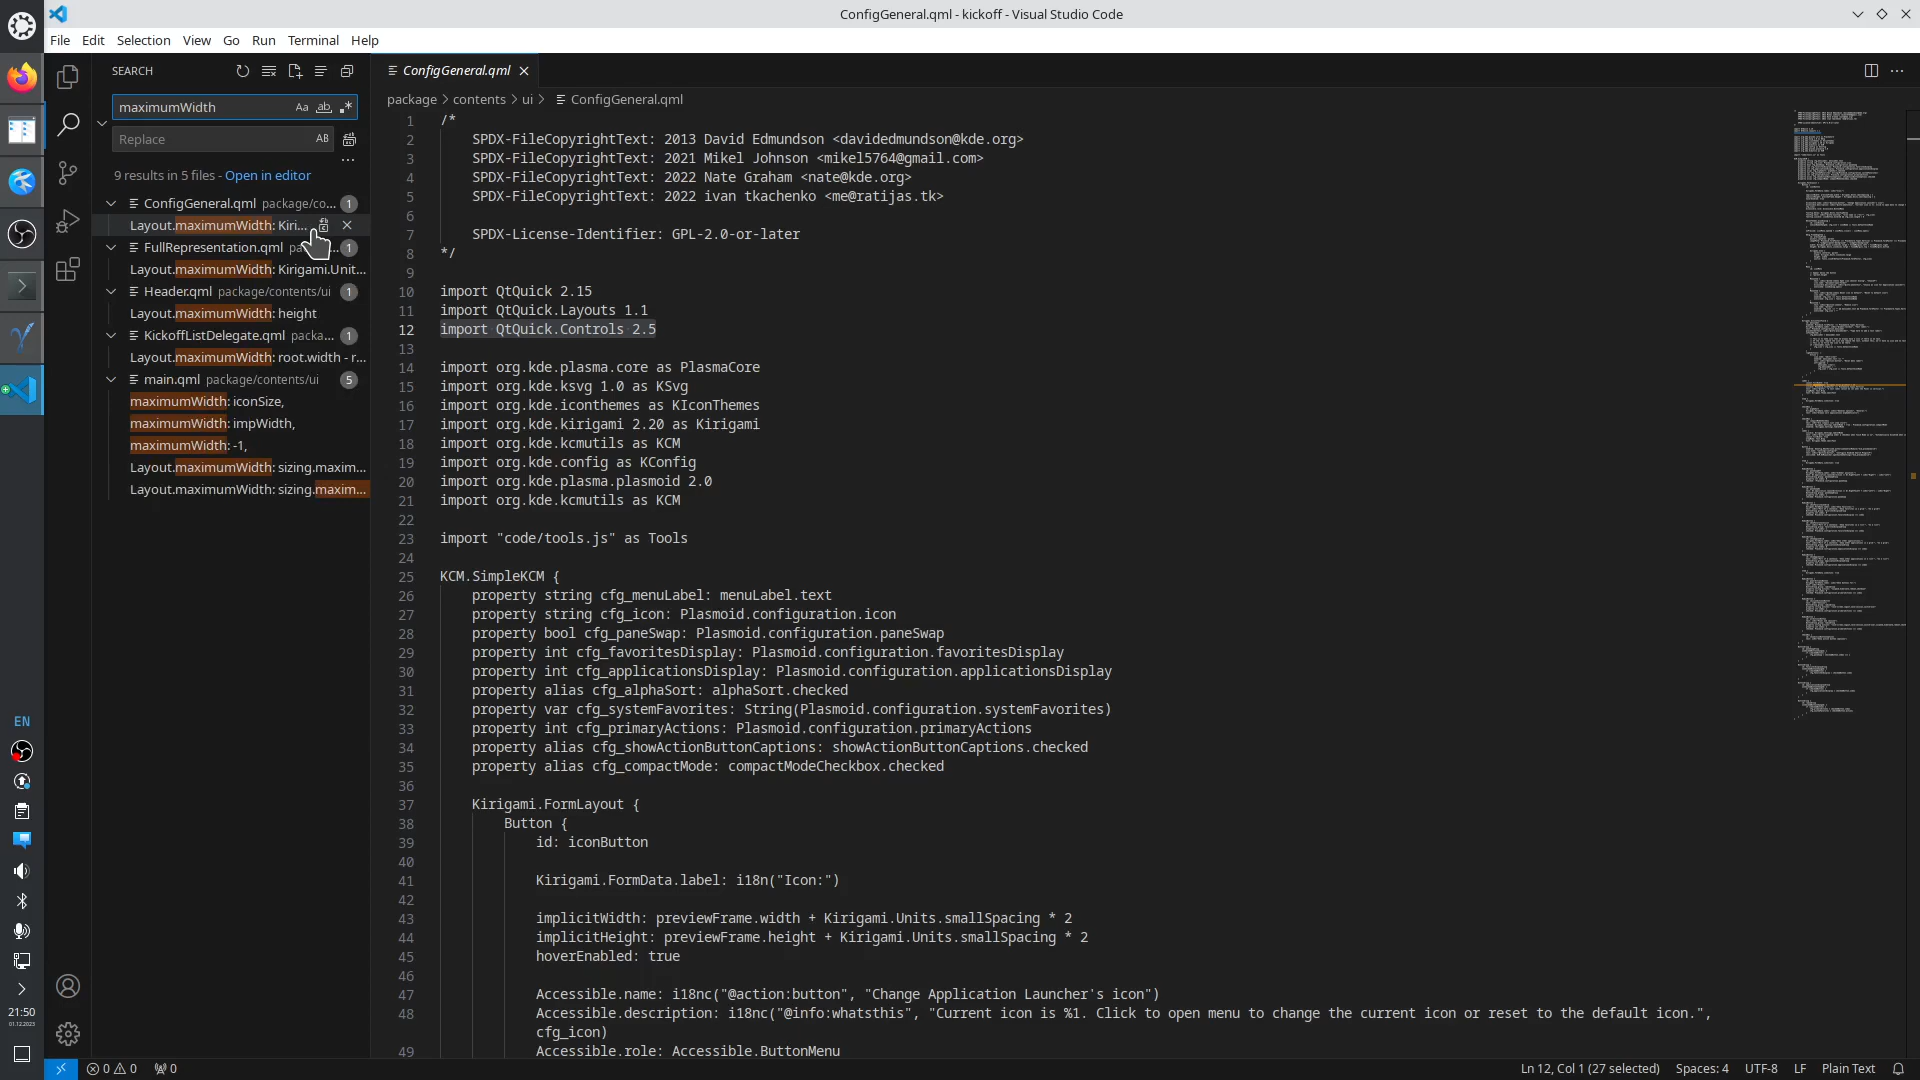 ConfigGeneral.qml - kickoff - Visual Studio Code
File Edit Selection View Go Run Terminal Help
SEARCH
maximumWidth
Aa ab
Replace
AB
9 results in 5 files - Open in editor
ConfigGeneral.qml package/co... 1
Layout.maximumWidth: Kiri...
FullRepresentation.qml pa... 1
Layout.maximumWidth: Kirigami.Unit...
Header.qml package/contents/ui 1
Layout.maximumWidth: height
KickoffListDelegate.qml packa... 1
Layout.maximumWidth: root.width - r...
main.qml package/contents/ui 5
maximumWidth: iconSize,
maximumWidth: impWidth,
maximumWidth: -1,
Layout.maximumWidth: sizing.maxim...
Layout.maximumWidth: sizing.maxim...
ConfigGeneral.qml
package > contents > ui > ConfigGeneral.qml
1 /*
2 SPDX-FileCopyrightText: 2013 David Edmundson <davidedmundson@kde.org>
3 SPDX-FileCopyrightText: 2021 Mikel Johnson <mikel5764@gmail.com>
4 SPDX-FileCopyrightText: 2022 Nate Graham <nate@kde.org>
5 SPDX-FileCopyrightText: 2022 ivan tkachenko <me@ratijas.tk>
6
7 SPDX-License-Identifier: GPL-2.0-or-later
8 */
9
10 import QtQuick 2.15
11 import QtQuick.Layouts 1.1
12 import QtQuick.Controls 2.5
13
14 import org.kde.plasma.core as PlasmaCore
15 import org.kde.ksvg 1.0 as KSvg
16 import org.kde.iconthemes as KIconThemes
17 import org.kde.kirigami 2.20 as Kirigami
18 import org.kde.kcmutils as KCM
19 import org.kde.config as KConfig
20 import org.kde.plasma.plasmoid 2.0
21 import org.kde.kcmutils as KCM
22
23 import "code/tools.js" as Tools
24
25 KCM.SimpleKCM {
26 property string cfg_menuLabel: menuLabel.text
27 property string cfg_icon: Plasmoid.configuration.icon
28 property bool cfg_paneSwap: Plasmoid.configuration.paneSwap
29 property int cfg_favoritesDisplay: Plasmoid.configuration.favoritesDisplay
30 property int cfg_applicationsDisplay: Plasmoid.configuration.applicationsDisplay
31 property alias cfg_alphaSort: alphaSort.checked
32 property var cfg_systemFavorites: String(Plasmoid.configuration.systemFavorites)
33 property int cfg_primaryActions: Plasmoid.configuration.primaryActions
34 property alias cfg_showActionButtonCaptions: showActionButtonCaptions.checked
35 property alias cfg_compactMode: compactModeCheckbox.checked
36
37 Kirigami.FormLayout {
38 Button {
39 id: iconButton
40
41 Kirigami.FormData.label: i18n("Icon:")
42
43 implicitWidth: previewFrame.width + Kirigami.Units.smallSpacing * 2
44 implicitHeight: previewFrame.height + Kirigami.Units.smallSpacing * 2
45 hoverEnabled: true
46
47 Accessible.name: i18nc("@action:button", "Change Application Launcher's icon")
48 Accessible.description: i18nc("@info:whatsthis", "Current icon is %1. Click to open menu to change the current icon or reset to the default icon.",
cfg_icon)
49 Accessible.role: Accessible.ButtonMenu
EN
21:50
01.12.2023
0 0 0
Ln 12, Col 1 (27 selected) Spaces: 4 UTF-8 LF Plain Text